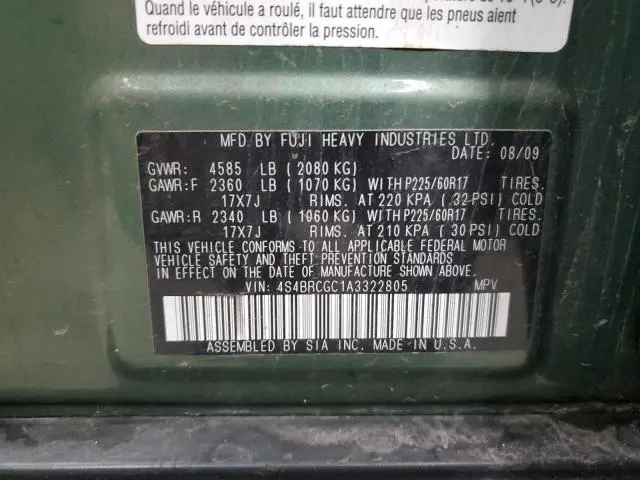 Quand le véhicule a roulé, il faut attendre que les pneus aient
refroidi avant de contrôler la pression.
MFD BY FUJI HEAVY INDUSTRIES LTD.
DATE: 08/09
GVWR: 4585 LB ( 2080 KG)
GAWR:F 2360 LB ( 1070 KG) WITH P225/60R17 TIRES.
17X7J RIMS. AT 220 KPA ( 32 PSI) COLD
GAWR:R 2340 LB ( 1060 KG) WITH P225/60R17 TIRES.
17X7J RIMS. AT 210 KPA ( 30 PSI) COLD
THIS VEHICLE CONFORMS TO ALL APPLICABLE FEDERAL MOTOR
VEHICLE SAFETY AND THEFT PREVENTION STANDARDS
IN EFFECT ON THE DATE OF MANUFACTURE SHOWN ABOVE.
VIN: 4S4BRCGC1A3322805 MPV
ASSEMBLED BY SIA INC. MADE IN U.S.A.